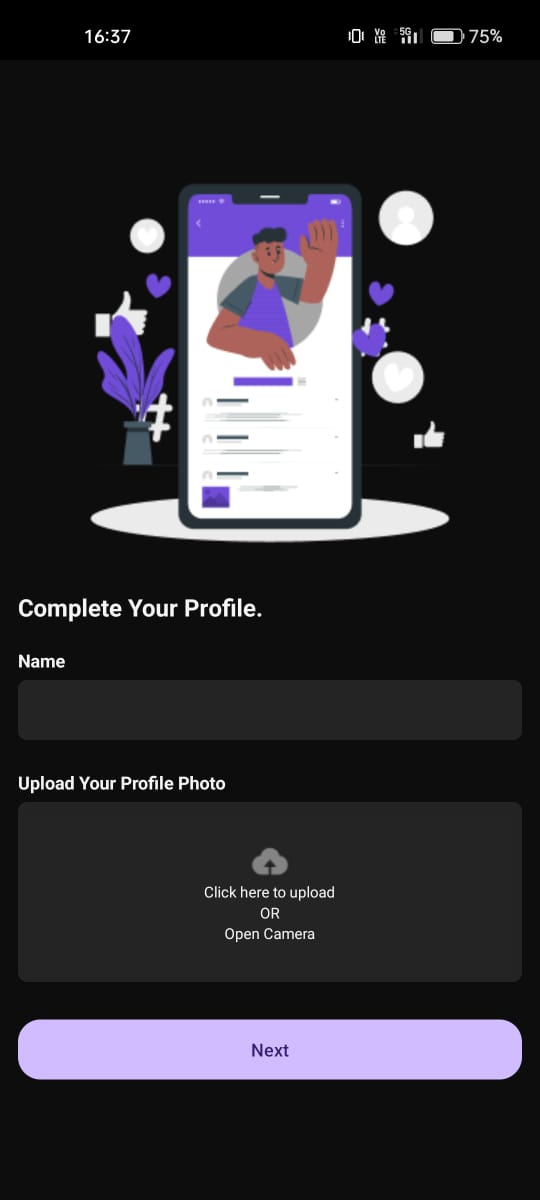 16:37
Vo LTE 5G 75%
Complete Your Profile.
Name
Upload Your Profile Photo
Click here to upload
OR
Open Camera
Next